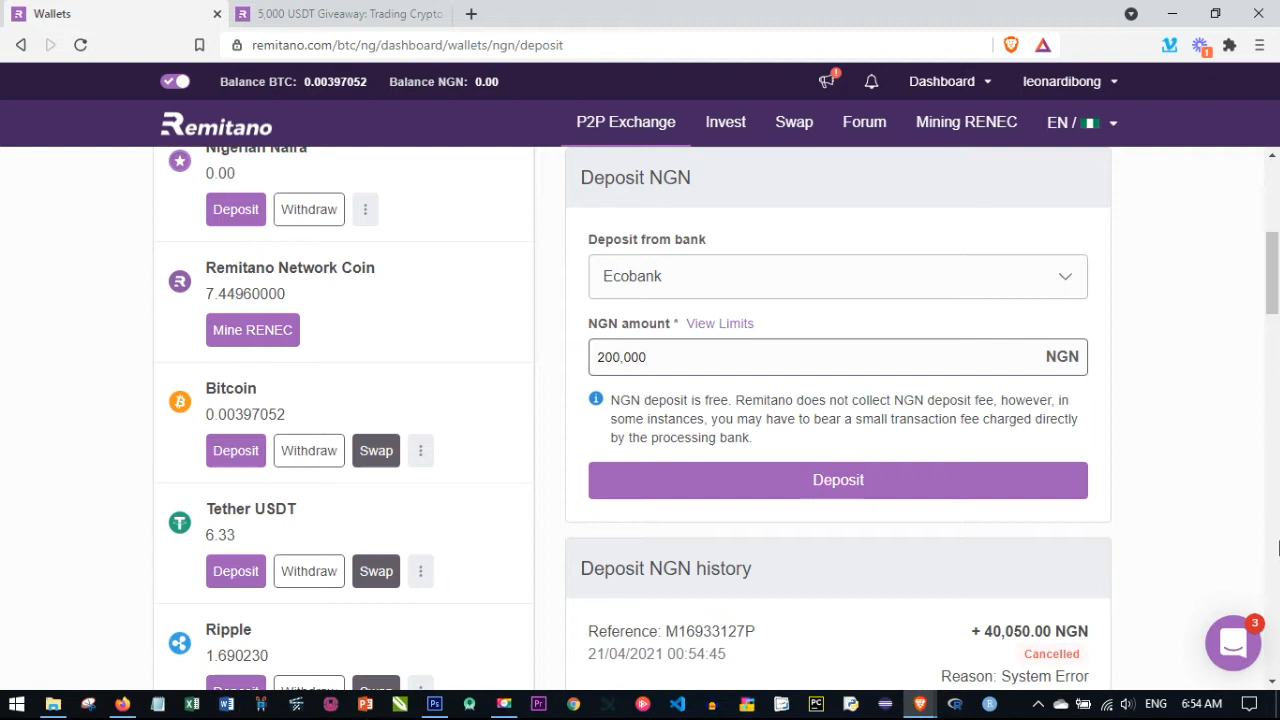 Wallets
5,000 USDT Giveaway: Trading Crypto
remitano.com/btc/ng/dashboard/wallets/ngn/deposit
1
Balance BTC: 0.00397052 Balance NGN: 0.00
Dashboard
leonardibong
Remitano
P2P Exchange Invest Swap Forum Mining RENEC EN /
Nigerian Naira
0.00
Deposit Withdraw
Remitano Network Coin
7.44960000
Mine RENEC
Bitcoin
0.00397052
Deposit Withdraw Swap
Tether USDT
6.33
Deposit Withdraw Swap
Ripple
1.690230
Deposit Withdraw Swap
Deposit NGN
Deposit from bank
Ecobank
NGN amount * View Limits
200,000 NGN
NGN deposit is free. Remitano does not collect NGN deposit fee, however, in
some instances, you may have to bear a small transaction fee charged directly
by the processing bank.
Deposit
Deposit NGN history
Reference: M16933127P + 40,050.00 NGN
21/04/2021 00:54:45 Cancelled
Reason: System Error
3
ENG 6:54 AM